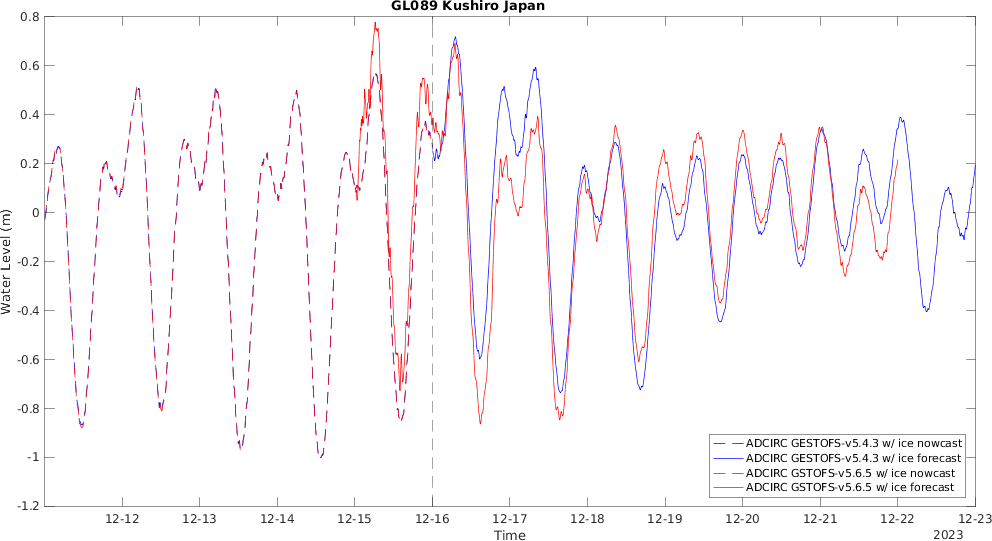 GL089 Kushiro Japan
0.8
0.6
0.4
0.2
0
-0.2
-0.4
-0.6
-0.8
-1
-1.2
Water Level (m)
ADCIRC GESTOFS-v5.4.3 w/ ice nowcast
ADCIRC GESTOFS-v5.4.3 w/ ice forecast
ADCIRC GSTOFS-v5.6.5 w/ ice nowcast
ADCIRC GSTOFS-v5.6.5 w/ ice forecast
12-12 12-13 12-14 12-15 12-16 12-17 12-18 12-19 12-20 12-21 12-22 12-23
Time
2023